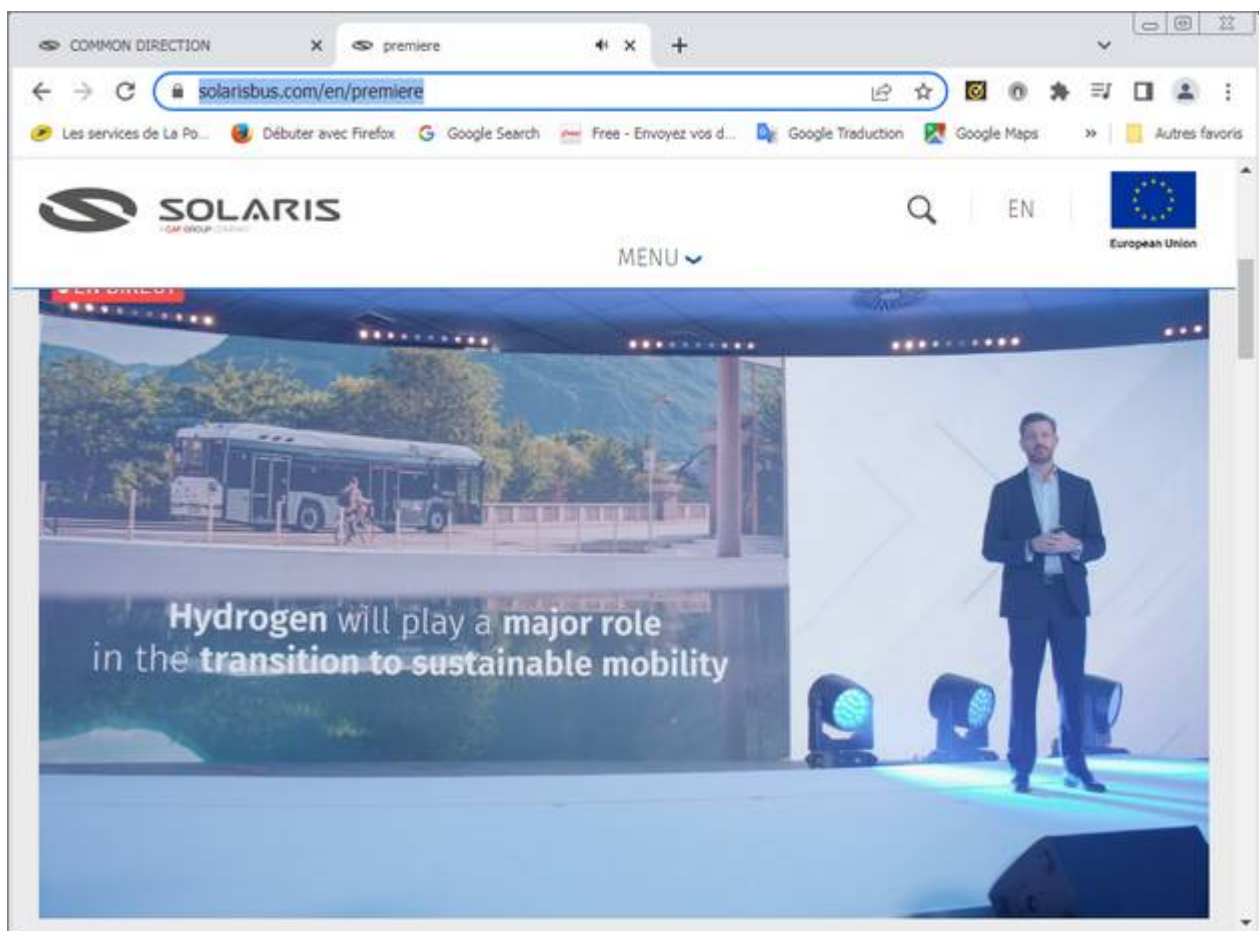 COMMON DIRECTION
premiere
solarisbus.com/en/premiere
Les services de La Po...
Débuter avec Firefox
Google Search
Free - Envoyez vos d...
Google Traduction
Google Maps
»
Autres favoris
SOLARIS
EN
European Union
MENU
EN DIRECT
Hydrogen will play a major role
in the transition to sustainable mobility